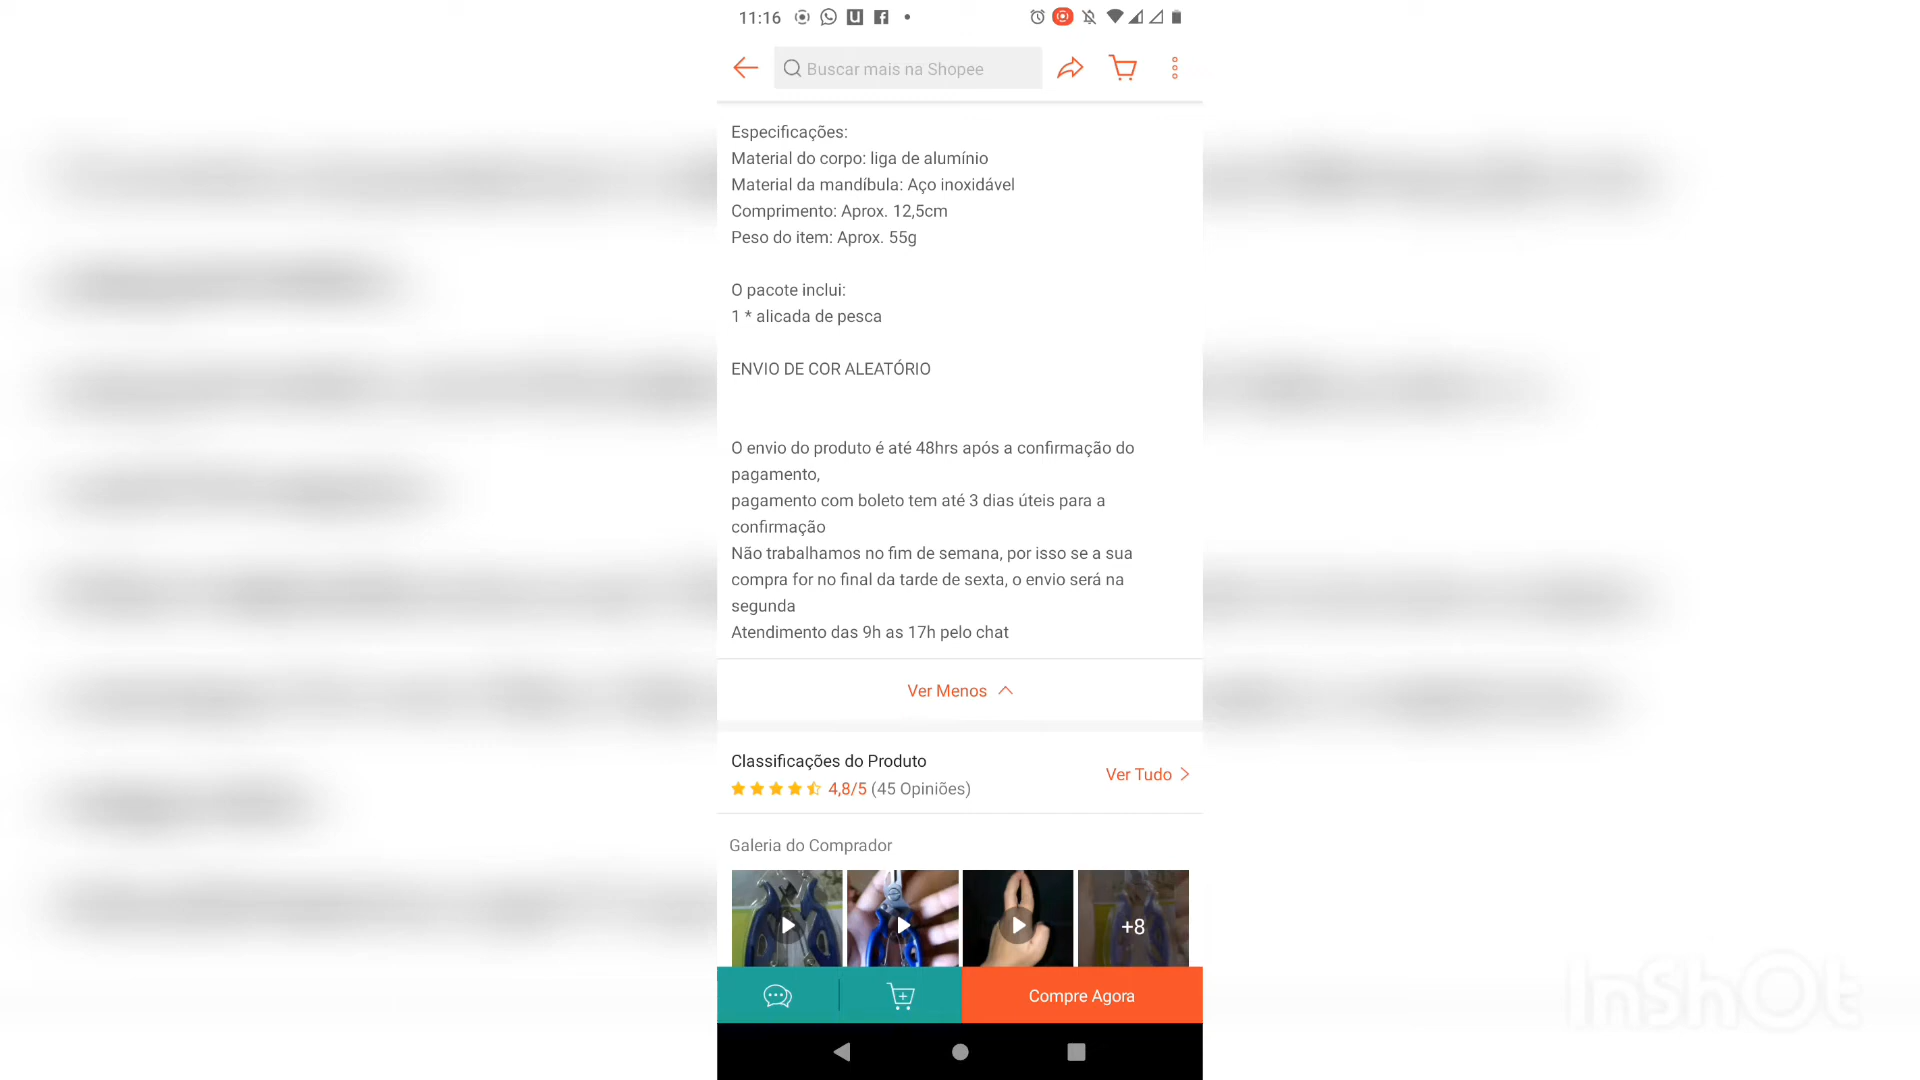 11:16
Buscar mais na Shopee
Especificações:
Material do corpo: liga de alumínio
Material da mandíbula: Aço inoxidável
Comprimento: Aprox. 12,5cm
Peso do item: Aprox. 55g
O pacote inclui:
1 * alicada de pesca
ENVIO DE COR ALEATÓRIO
O envio do produto é até 48hrs após a confirmação do
pagamento,
pagamento com boleto tem até 3 dias úteis para a
confirmação
Não trabalhamos no fim de semana, por isso se a sua
compra for no final da tarde de sexta, o envio será na
segunda
Atendimento das 9h as 17h pelo chat
Ver Menos
Classificações do Produto
4,8/5 (45 Opiniões)
Ver Tudo
Galeria do Comprador
+8
Compre Agora
InShOt